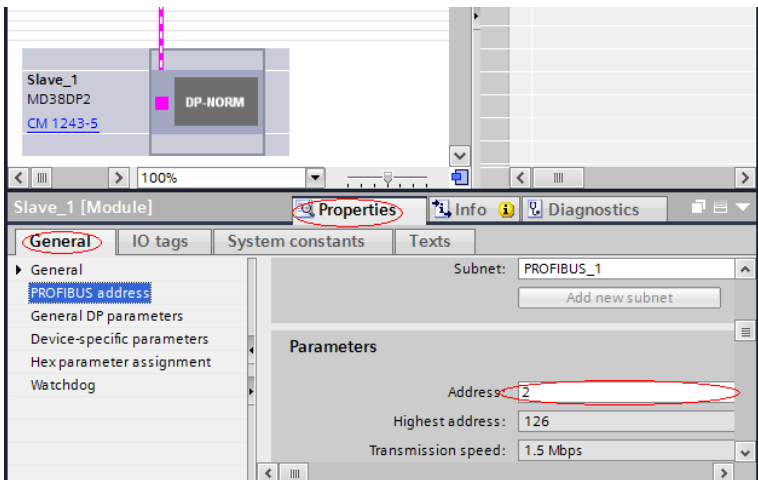 Slave_1
MD38DP2
DP-NORM
CM 1243-5
100%
Slave_1 [Module]
Properties
Info
Diagnostics
General
IO tags
System constants
Texts
General
PROFIBUS address
General DP parameters
Device-specific parameters
Hex parameter assignment
Watchdog
Subnet: PROFIBUS_1
Add new subnet
Parameters
Address: 2
Highest address: 126
Transmission speed: 1.5 Mbps